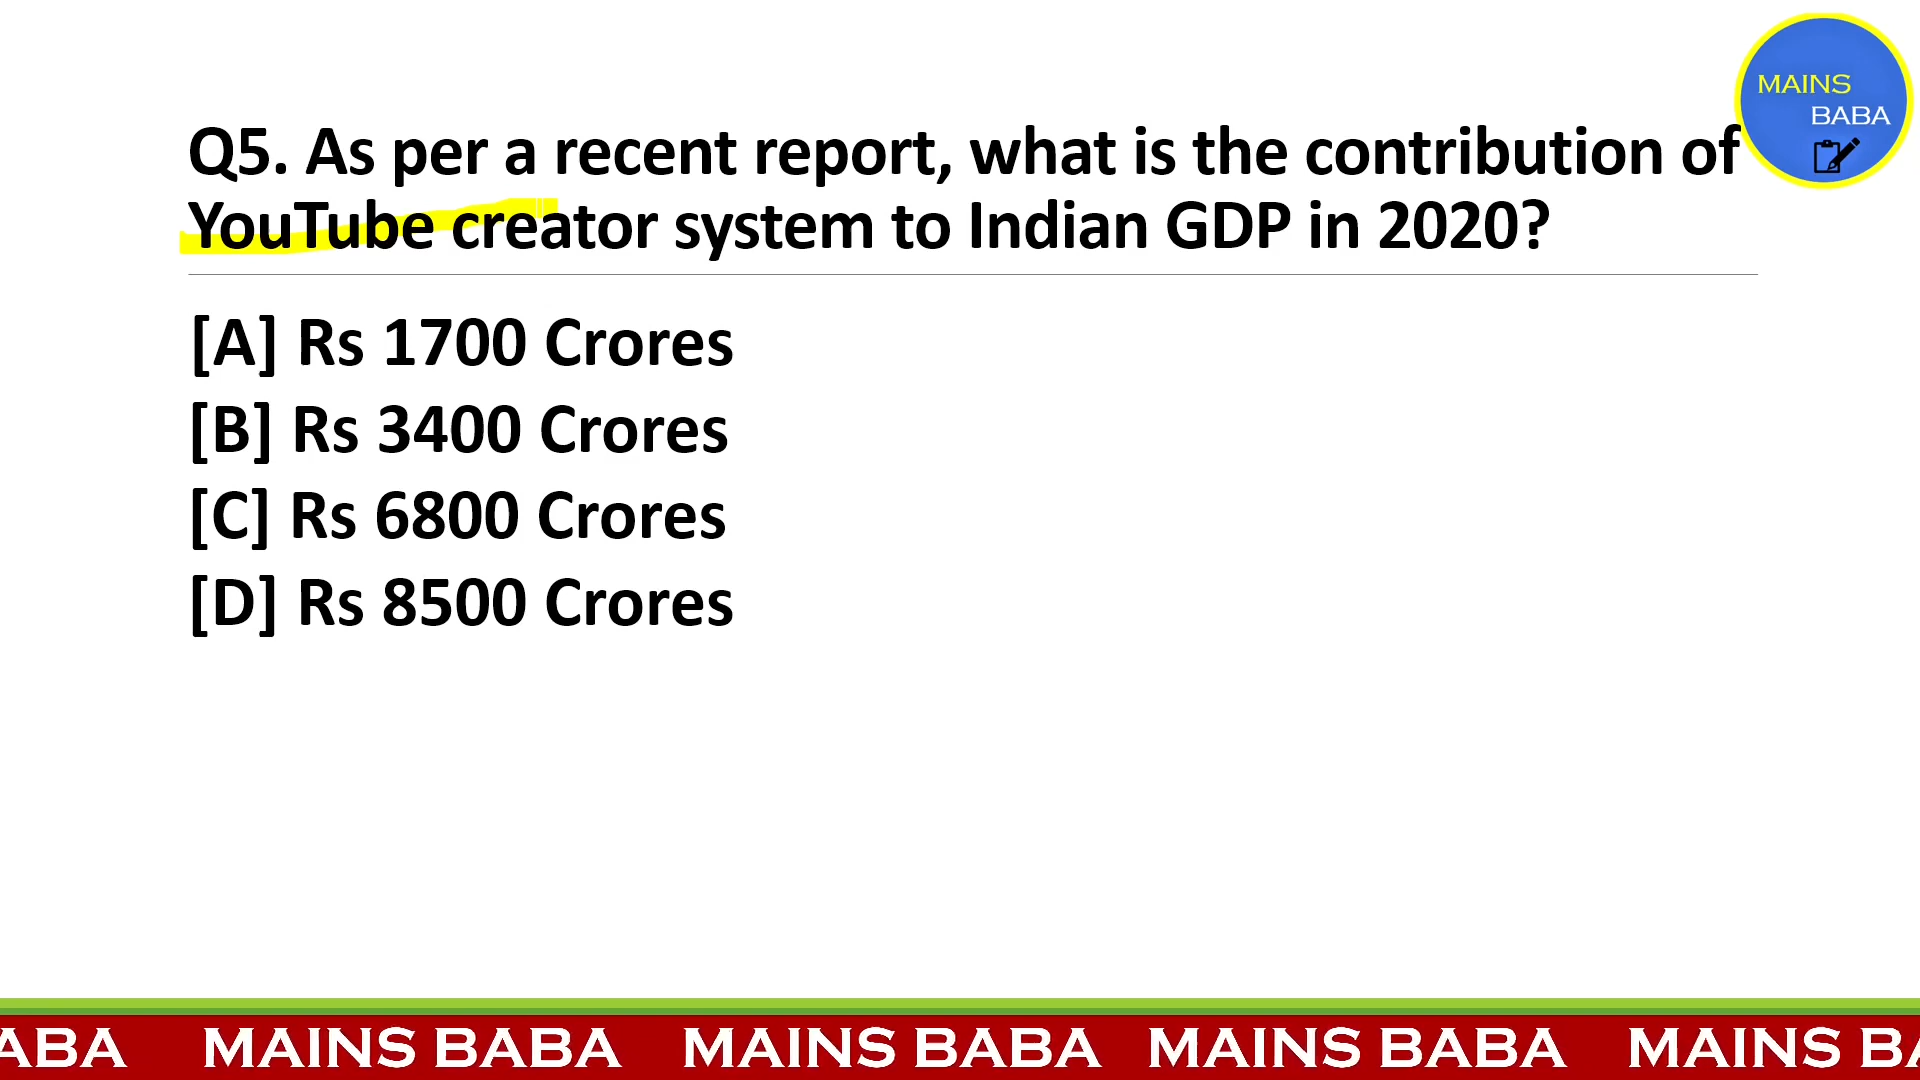 MAINS
BABA
Q5. As per a recent report, what is the contribution of
YouTube creator system to Indian GDP in 2020?
[A] Rs 1700 Crores
[B] Rs 3400 Crores
[C] Rs 6800 Crores
[D] Rs 8500 Crores
ABA MAINS BABA MAINS BABA MAINS BABA MAINS BA